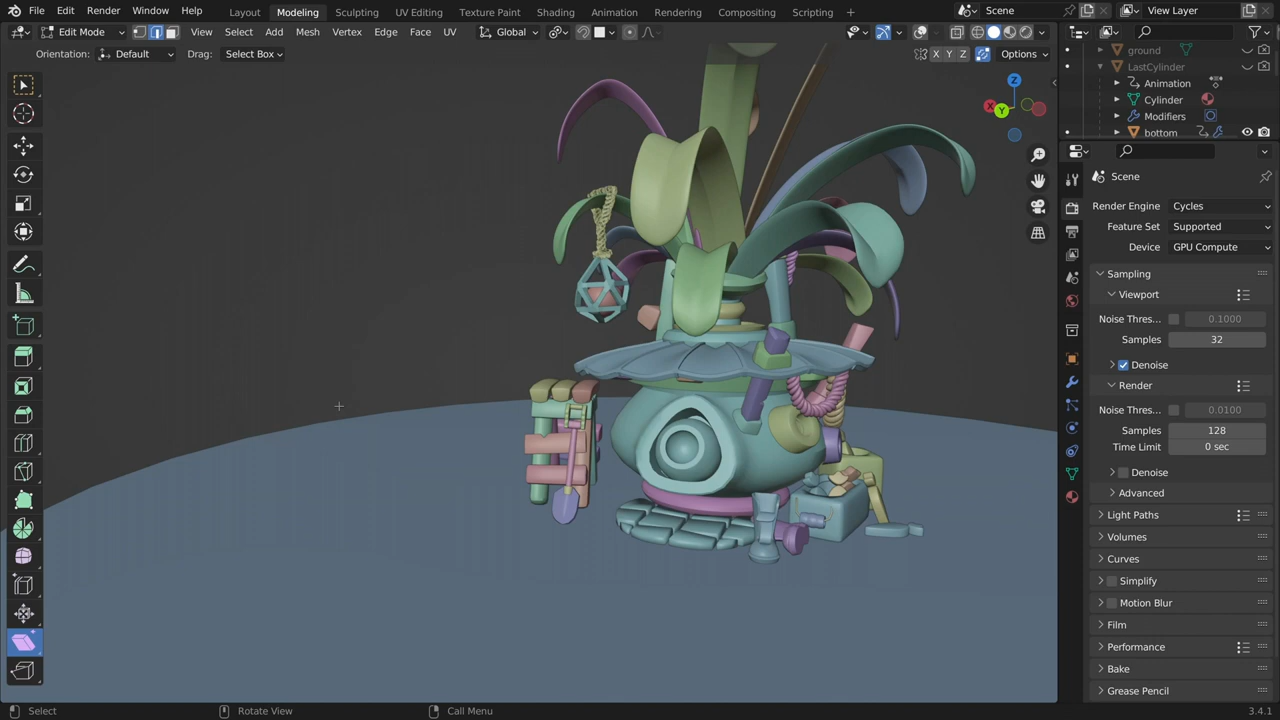 File Edit Render Window Help Layout Modeling Sculpting UV Editing Texture Paint Shading Animation Rendering Compositing Scripting + Scene View Layer
Edit Mode View Select Add Mesh Vertex Edge Face UV Global
Orientation: Default Drag: Select Box X Y Z Options
ground
LastCylinder
Animation
Cylinder
Modifiers
bottom
Z
X
Y
Scene
Render Engine Cycles
Feature Set Supported
Device GPU Compute
Sampling
Viewport
Noise Thres... 0.1000
Samples 32
Denoise
Render
Noise Thres... 0.0100
Samples 128
Time Limit 0 sec
Denoise
Advanced
Light Paths
Volumes
Curves
Simplify
Motion Blur
Film
Performance
Bake
Grease Pencil
Select Rotate View Call Menu 3.4.1